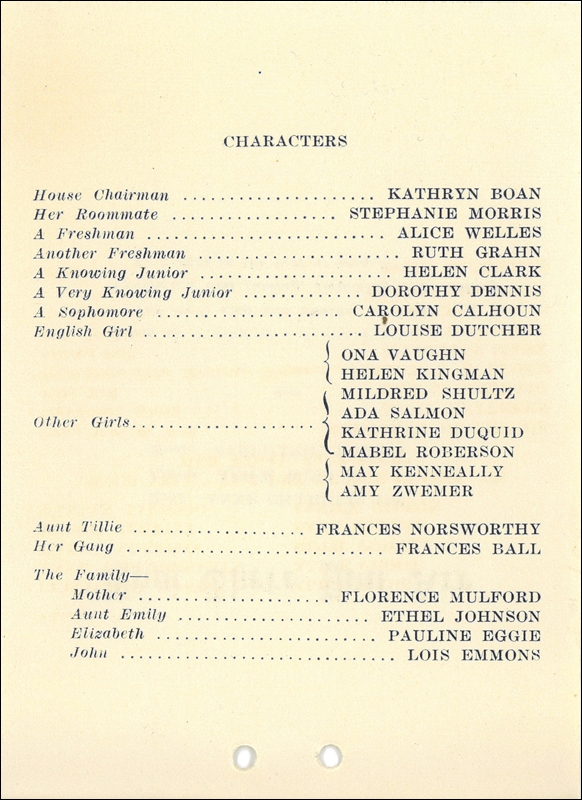 CHARACTERS
House Chairman ...................... KATHRYN BOAN
Her Roommate ................... STEPHANIE MORRIS
A Freshman ........................... ALICE WELLES
Another Freshman ....................... RUTH GRAHN
A Knowing Junior ....................... HELEN CLARK
A Very Knowing Junior .............. DOROTHY DENNIS
A Sophomore ..................... CAROLYN CALHOUN
English Girl ......................... LOUISE DUTCHER
ONA VAUGHN
HELEN KINGMAN
MILDRED SHULTZ
ADA SALMON
Other Girls.....................
KATHRINE DUQUID
MABEL ROBERSON
MAY KENNEALLY
AMY ZWEMER
Aunt Tillie .................... FRANCES NORSWORTHY
Her Gang ............................. FRANCES BALL
The Family—
Mother ...................... FLORENCE MULFORD
Aunt Emily ...................... ETHEL JOHNSON
Elizabeth ......................... PAULINE EGGIE
John ................................ LOIS EMMONS